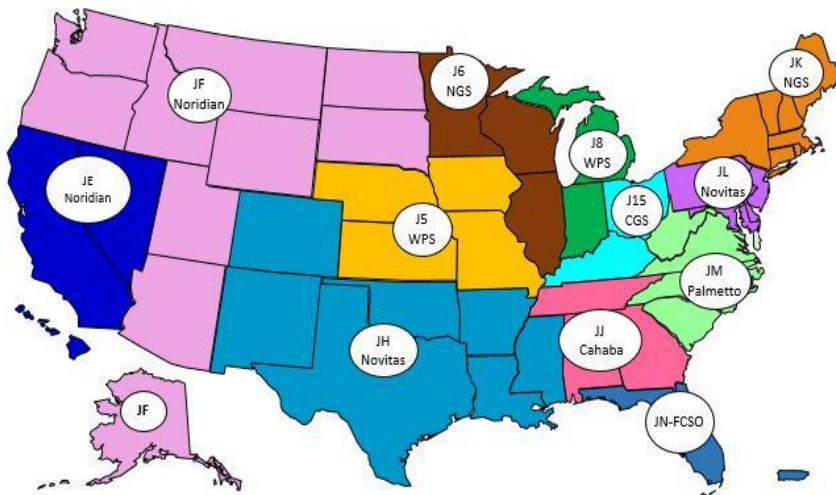 JF
Noridian
J6
NGS
JK
NGS
J8
WPS
JE
Noridian
JL
Novitas
J15
CGS
J5
WPS
JM
Palmetto
JH
Novitas
JJ
Cahaba
JF
JN-FCSO